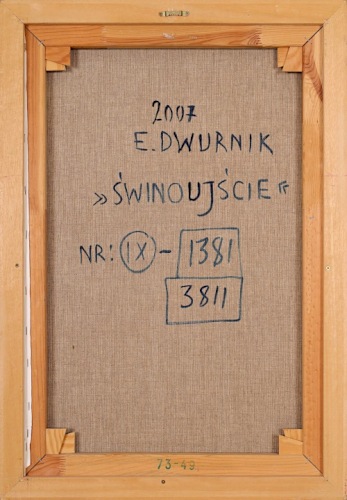 2007
E.DWURNIK
„ŚWINOUJŚCIE"
NR: IX - 1381
3811
73-49